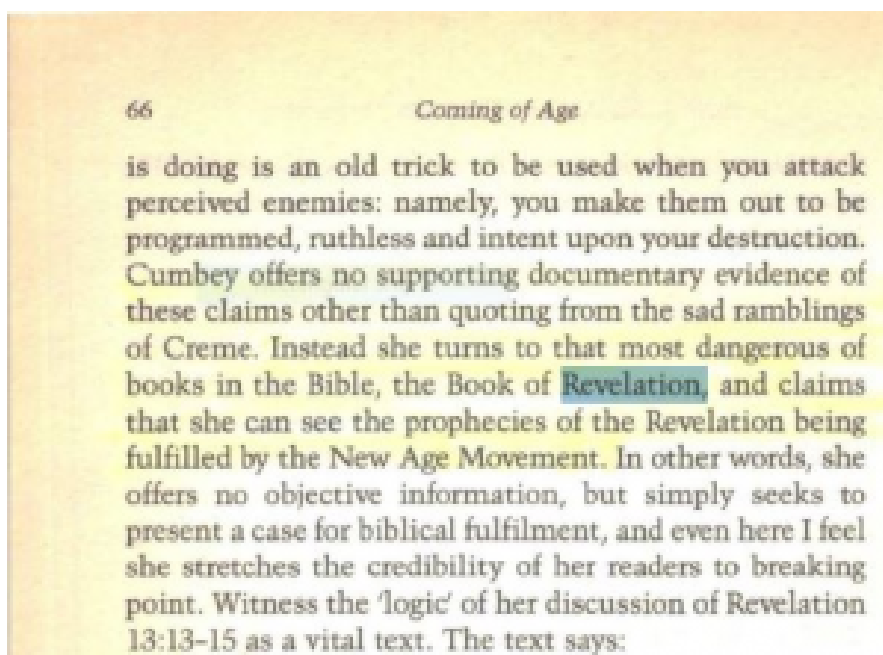 66 Coming of Age
is doing is an old trick to be used when you attack
perceived enemies: namely, you make them out to be
programmed, ruthless and intent upon your destruction.
Cumbey offers no supporting documentary evidence of
these claims other than quoting from the sad ramblings
of Creme. Instead she turns to that most dangerous of
books in the Bible, the Book of Revelation, and claims
that she can see the prophecies of the Revelation being
fulfilled by the New Age Movement. In other words, she
offers no objective information, but simply seeks to
present a case for biblical fulfilment, and even here I feel
she stretches the credibility of her readers to breaking
point. Witness the 'logic' of her discussion of Revelation
13:13–15 as a vital text. The text says: